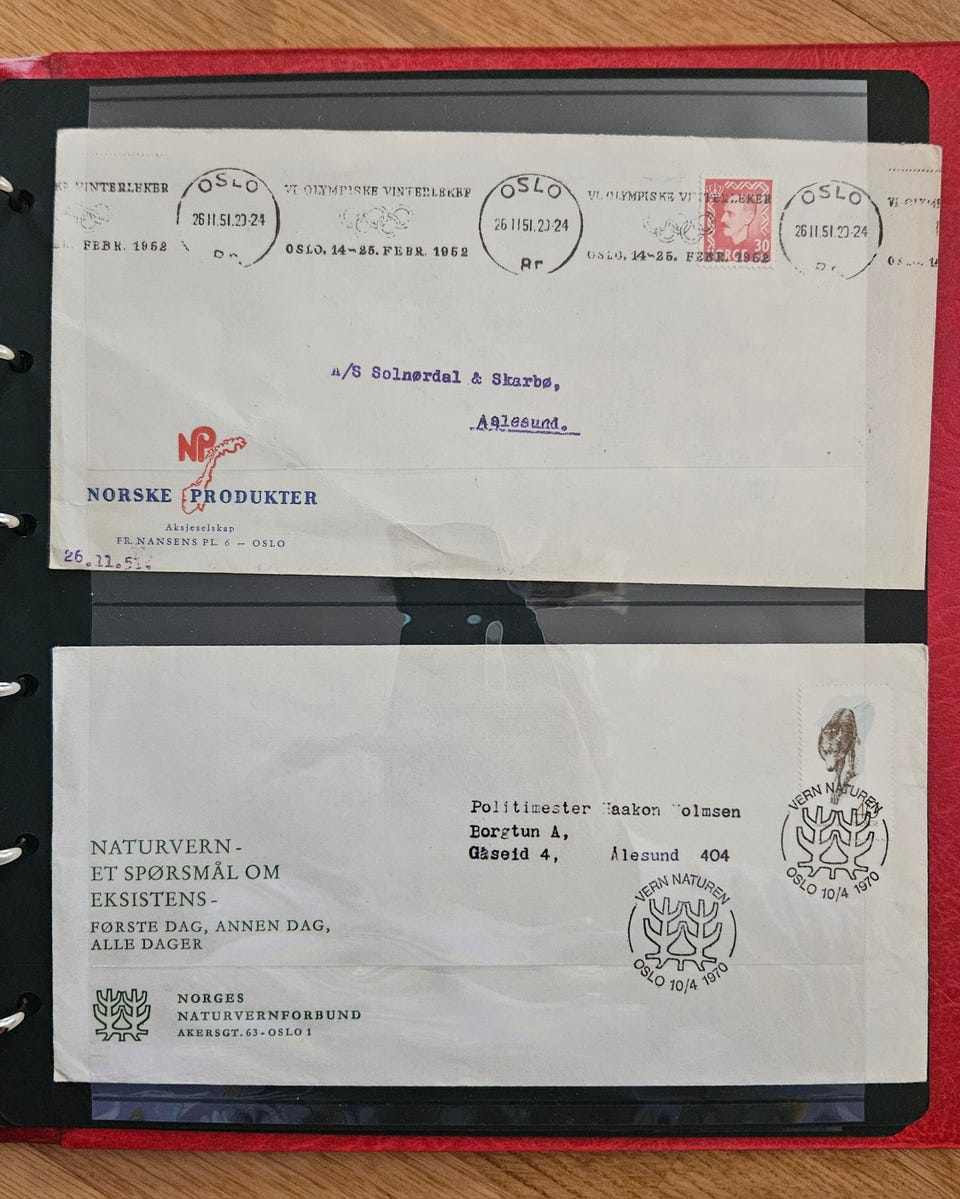 VINTERLEKER
FEBR. 1952
OSLO
26 11 51. 20-24
Br.
VI OLYMPISKE VINTERLEKER
OSLO, 14-25. FEBR. 1952
OSLO
26 11 51. 20-24
Br
VI OLYMPISKE VINTERLEKER
OSLO, 14-25. FEBR. 1952
NORGE 30
OSLO
26 11 51. 20-24
Br.
A/S Solnørdal & Skarbø,
Aalesund.
NP
NORSKE PRODUKTER
Aksjeselskap
FR. NANSENS PL. 6 — OSLO
26.11.51.
Politimester Haakon Holmsen
Borgtun A,
Gåseid 4, Ålesund 404
VERN NATUREN
OSLO 10/4 1970
VERN NATUREN
OSLO 10/4 1970
NATURVERN-
ET SPØRSMÅL OM
EKSISTENS-
FØRSTE DAG, ANNEN DAG,
ALLE DAGER
NORGES
NATURVERNFORBUND
AKERSGT. 63-OSLO 1